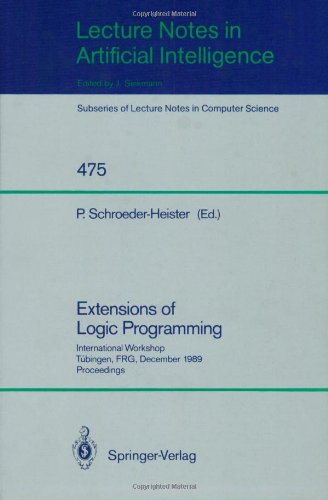 Lecture Notes in
Artificial Intelligence
Edited by J. Siekmann
Subseries of Lecture Notes in Computer Science
475
P. Schroeder-Heister (Ed.)
Extensions of
Logic Programming
International Workshop
Tübingen, FRG, December 1989
Proceedings
Springer-Verlag